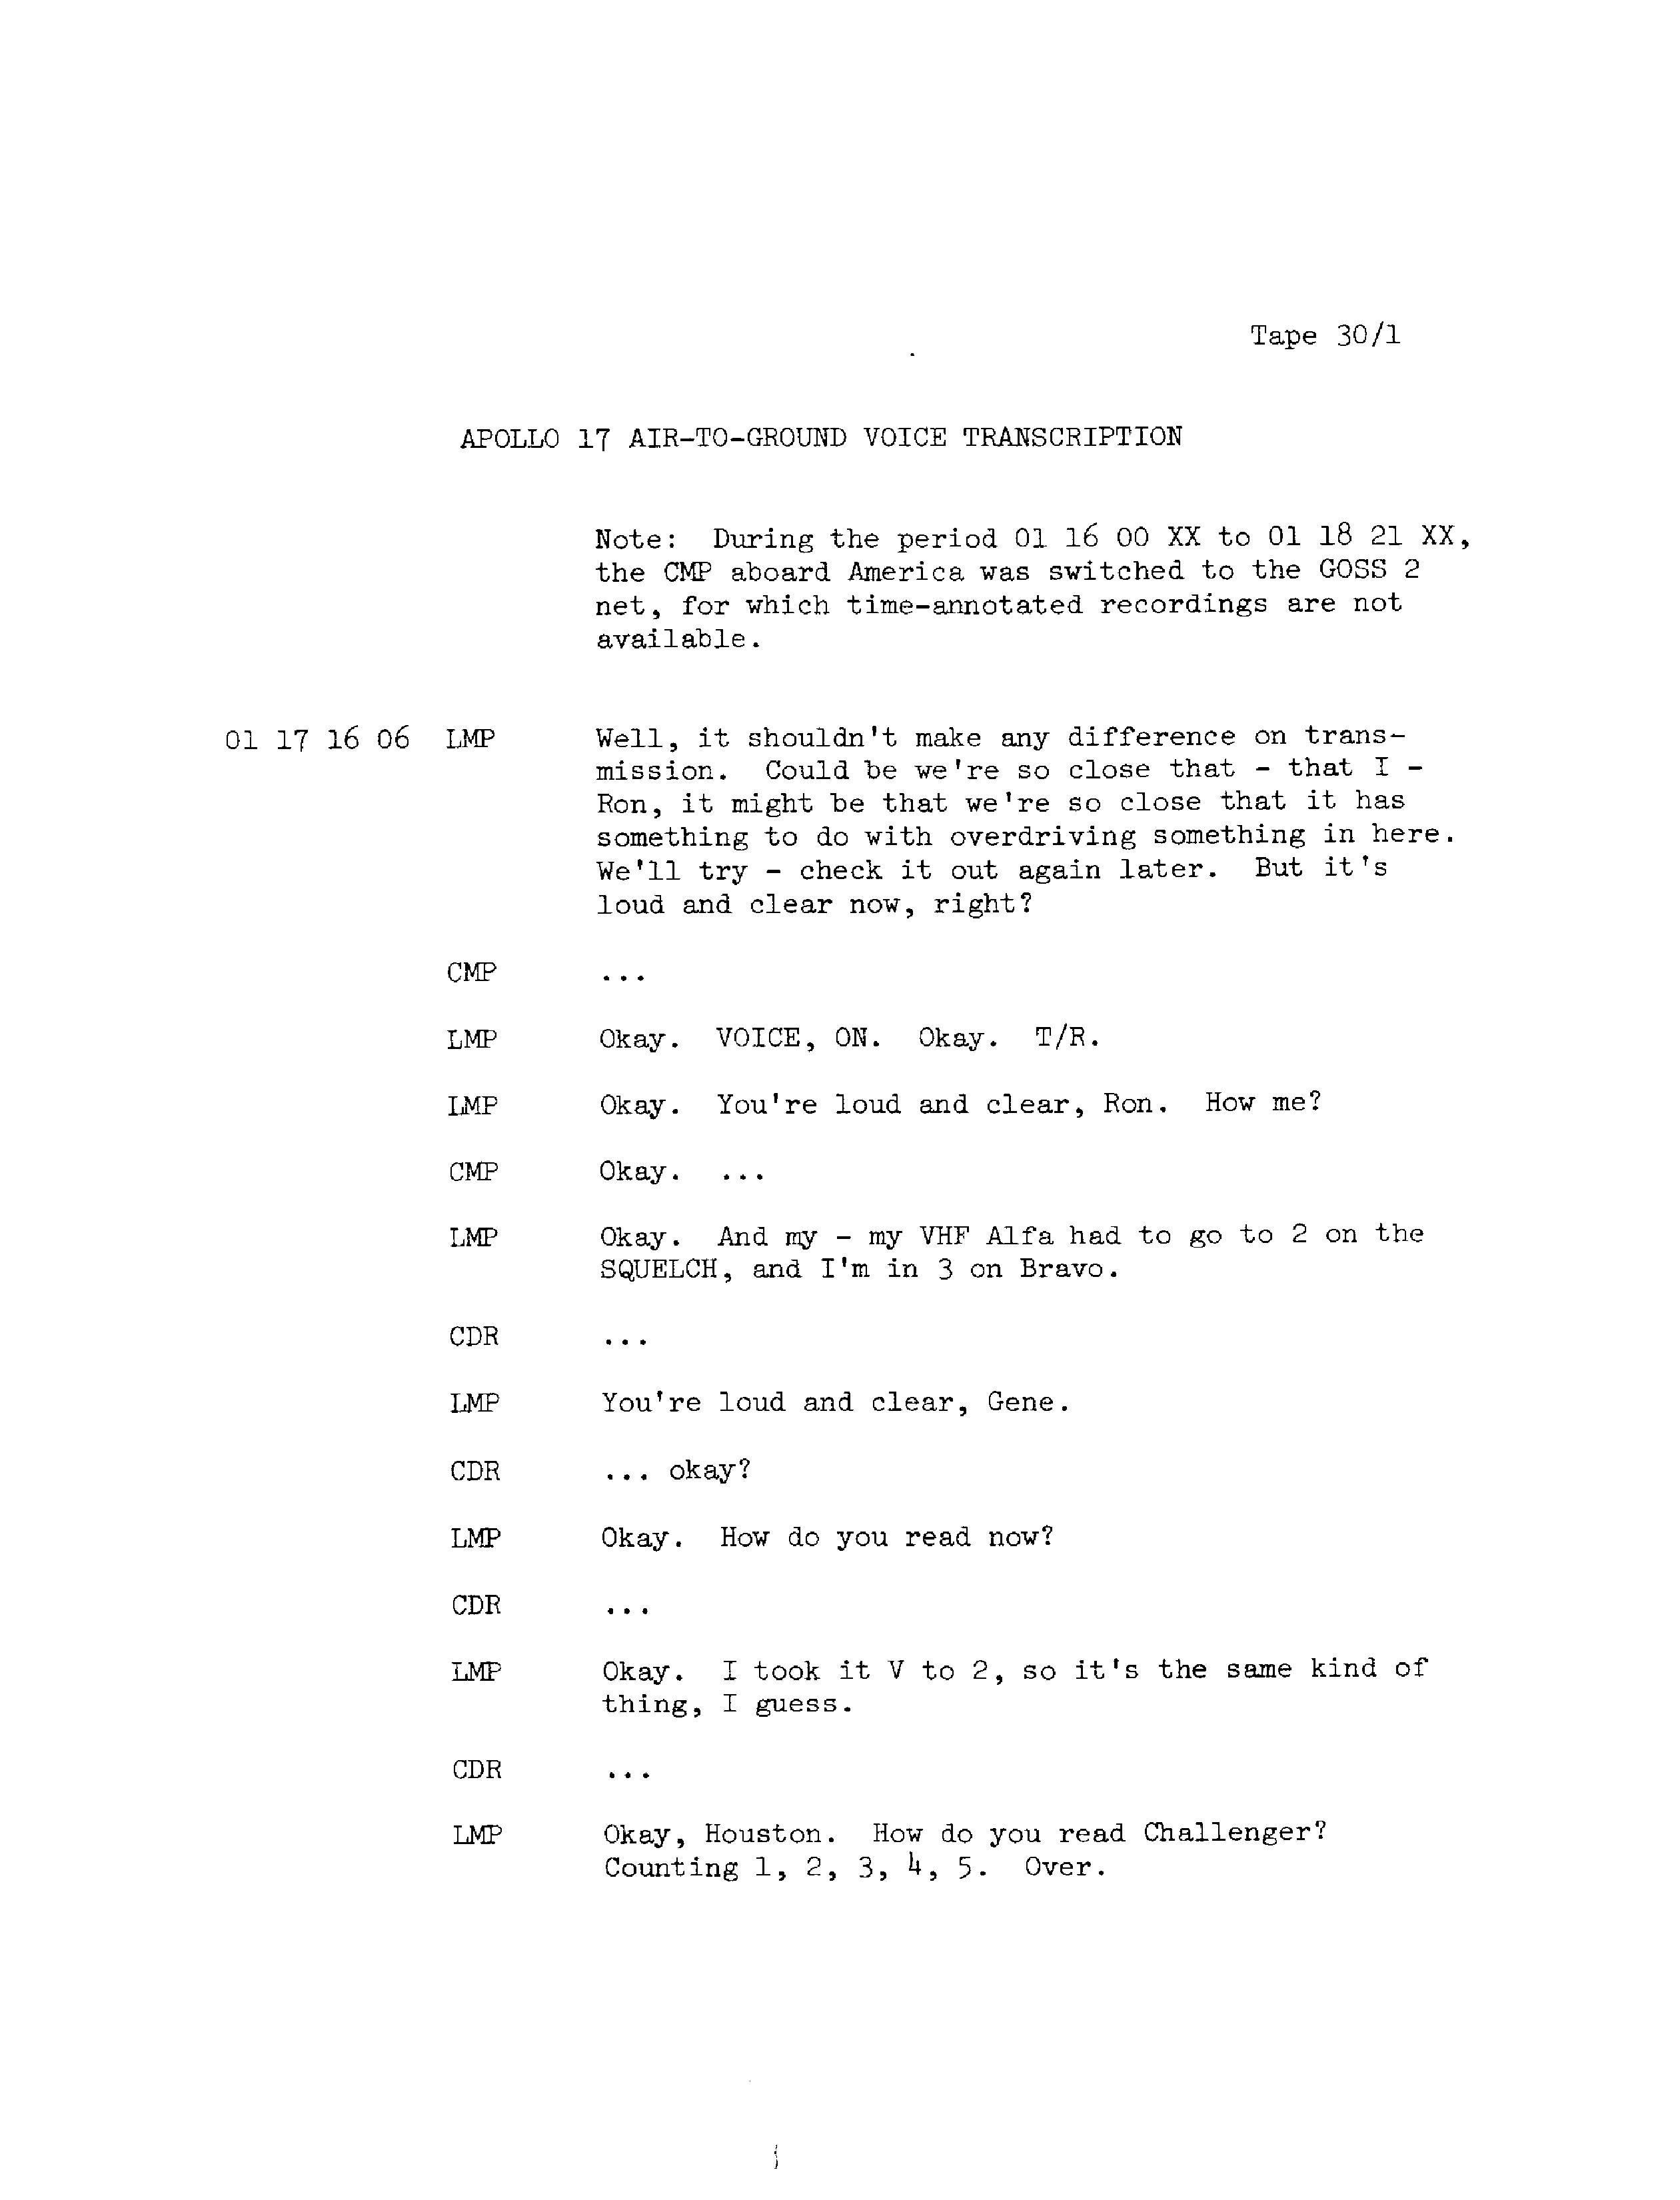 Tape 30/1
APOLLO 17 AIR-TO-GROUND VOICE TRANSCRIPTION
Note: During the period 01 16 00 XX to 01 18 21 XX,
the CMP aboard America was switched to the GOSS 2
net, for which time-annotated recordings are not
available.
01 17 16 06 LMP Well, it shouldn't make any difference on trans-
mission. Could be we're so close that - that I -
Ron, it might be that we're so close that it has
something to do with overdriving something in here.
We'll try - check it out again later. But it's
loud and clear now, right?
CMP ...
LMP Okay. VOICE, ON. Okay. T/R.
LMP Okay. You're loud and clear, Ron. How me?
CMP Okay. ...
LMP Okay. And my - my VHF Alfa had to go to 2 on the
SQUELCH, and I'm in 3 on Bravo.
CDR ...
LMP You're loud and clear, Gene.
CDR ... okay?
LMP Okay. How do you read now?
CDR ...
LMP Okay. I took it V to 2, so it's the same kind of
thing, I guess.
CDR ...
LMP Okay, Houston. How do you read Challenger?
Counting 1, 2, 3, 4, 5. Over.